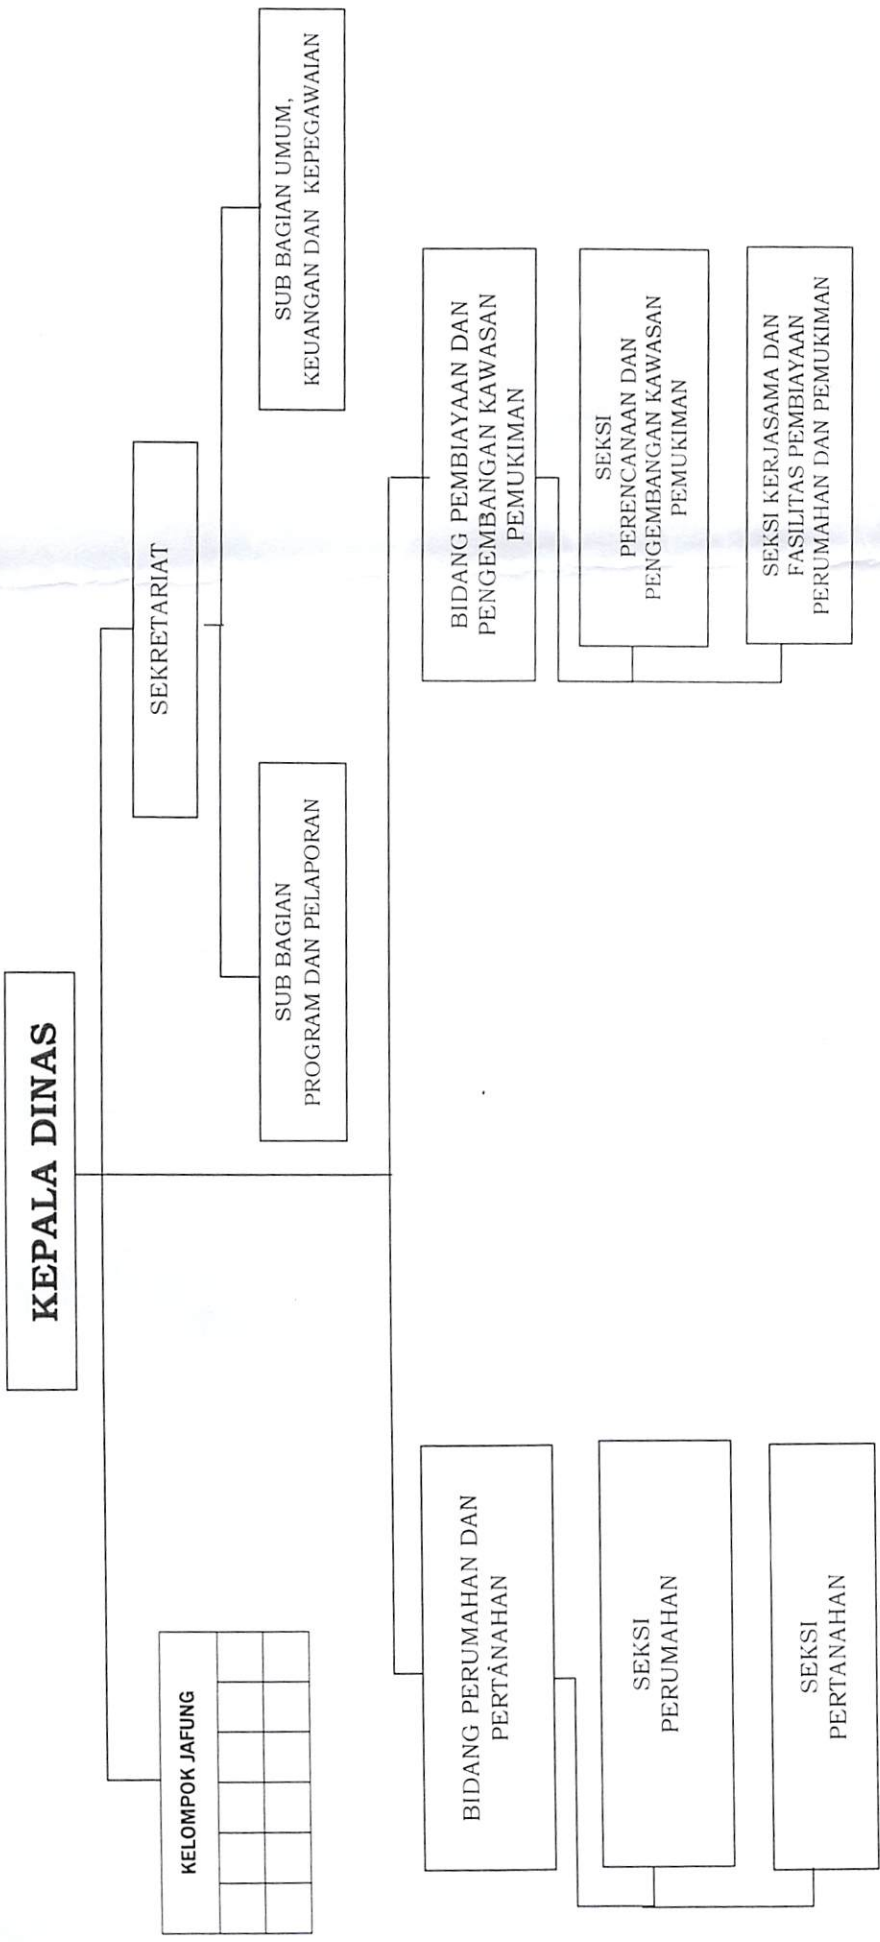 KEPALA DINAS
KELOMPOK JAFUNG
SEKRETARIAT
SUB BAGIAN
PROGRAM DAN PELAPORAN
SUB BAGIAN UMUM,
KEUANGAN DAN KEPEGAWAIAN
BIDANG PERUMAHAN DAN
PERTANAHAN
SEKSI
PERUMAHAN
SEKSI
PERTANAHAN
BIDANG PEMBIAYAAN DAN
PENGEMBANGAN KAWASAN
PEMUKIMAN
SEKSI
PERENCANAAN DAN
PENGEMBANGAN KAWASAN
PEMUKIMAN
SEKSI KERJASAMA DAN
FASILITAS PEMBIAYAAN
PERUMAHAN DAN PEMUKIMAN